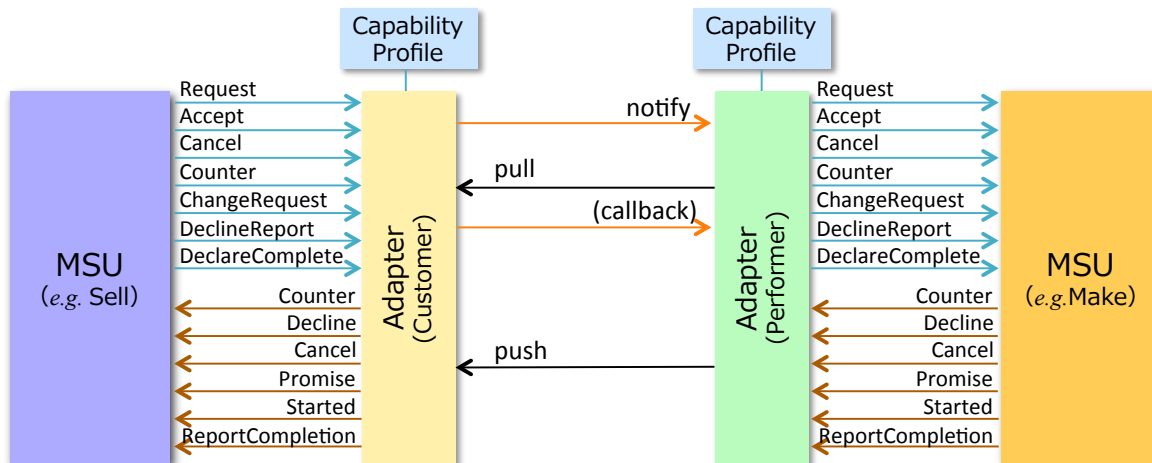 Capability
Profile
Capability
Profile
Request
Accept
Cancel
Counter
ChangeRequest
DeclineReport
DeclareComplete
Counter
Decline
Cancel
Promise
Started
ReportCompletion
MSU
(e.g. Sell)
Adapter
(Customer)
notify
pull
(callback)
push
Adapter
(Performer)
Request
Accept
Cancel
Counter
ChangeRequest
DeclineReport
DeclareComplete
Counter
Decline
Cancel
Promise
Started
ReportCompletion
MSU
(e.g.Make)